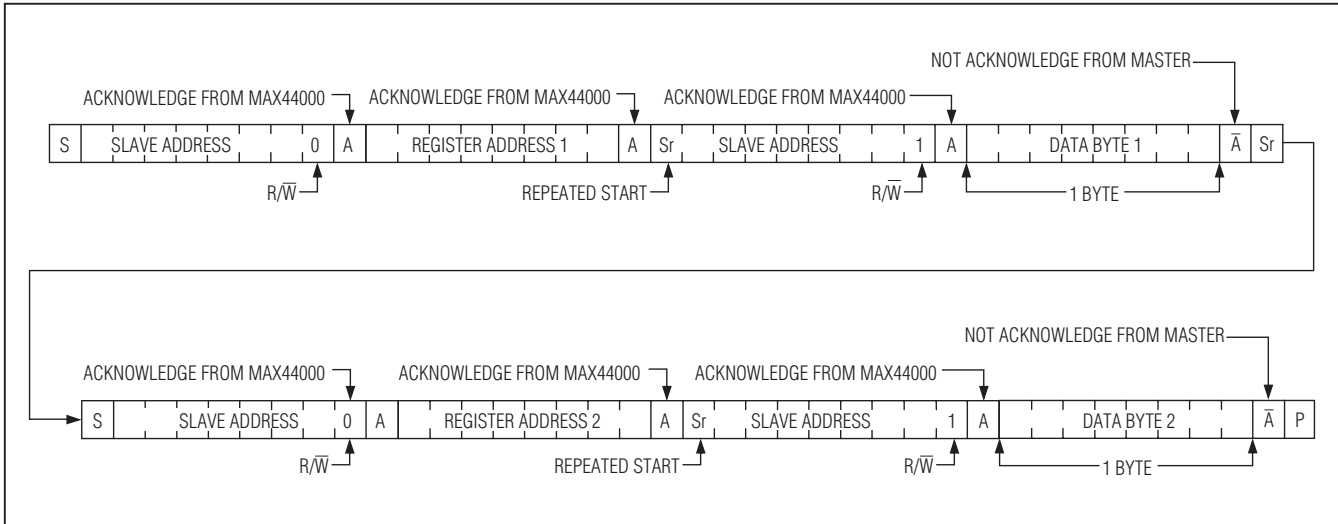 NOT ACKNOWLEDGE FROM MASTER
ACKNOWLEDGE FROM MAX44000 ACKNOWLEDGE FROM MAX44000 ACKNOWLEDGE FROM MAX44000
S SLAVE ADDRESS 0 A REGISTER ADDRESS 1 A Sr SLAVE ADDRESS 1 A DATA BYTE 1 A̅ Sr
R/W̅ REPEATED START R/W̅ 1 BYTE
NOT ACKNOWLEDGE FROM MASTER
ACKNOWLEDGE FROM MAX44000 ACKNOWLEDGE FROM MAX44000 ACKNOWLEDGE FROM MAX44000
S SLAVE ADDRESS 0 A REGISTER ADDRESS 2 A Sr SLAVE ADDRESS 1 A DATA BYTE 2 A̅ P
R/W̅ REPEATED START R/W̅ 1 BYTE